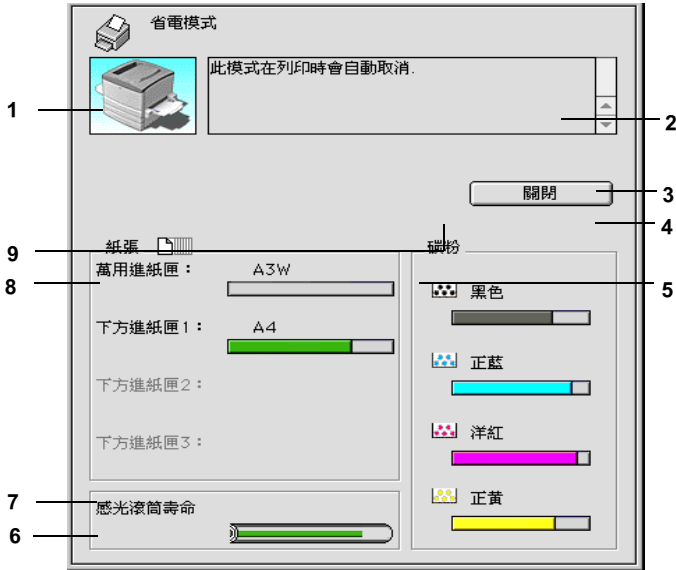 省電模式
此模式在列印時會自動取消.
1
2
關閉
3
4
9
紙張
碳粉
8
萬用進紙匣： A3W
5
黑色
下方進紙匣1： A4
正藍
下方進紙匣2：
洋紅
下方進紙匣3：
正黃
7
感光滾筒壽命
6